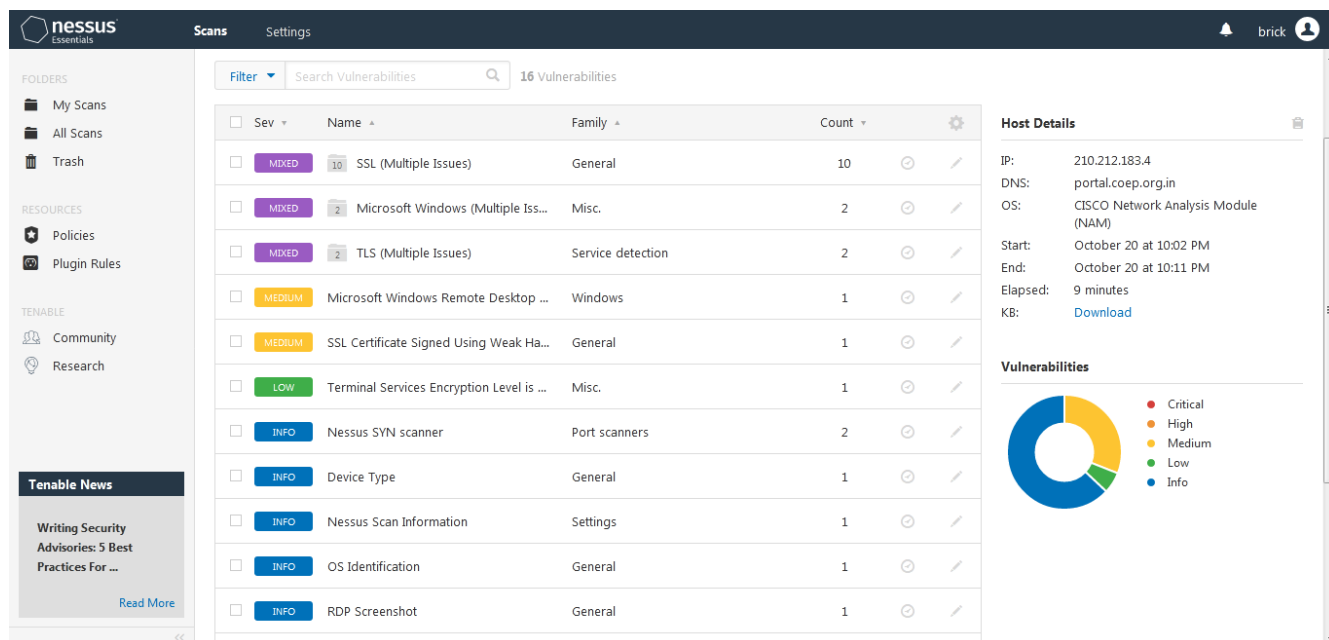 nessus Essentials Scans Settings brick
FOLDERS
My Scans
All Scans
Trash
RESOURCES
Policies
Plugin Rules
TENABLE
Community
Research
Tenable News
Writing Security
Advisories: 5 Best
Practices For ...
Read More
Filter Search Vulnerabilities 16 Vulnerabilities
Sev Name Family Count
MIXED 10 SSL (Multiple Issues) General 10
MIXED 2 Microsoft Windows (Multiple Iss... Misc. 2
MIXED 2 TLS (Multiple Issues) Service detection 2
MEDIUM Microsoft Windows Remote Desktop ... Windows 1
MEDIUM SSL Certificate Signed Using Weak Ha... General 1
LOW Terminal Services Encryption Level is ... Misc. 1
INFO Nessus SYN scanner Port scanners 2
INFO Device Type General 1
INFO Nessus Scan Information Settings 1
INFO OS Identification General 1
INFO RDP Screenshot General 1
Host Details
IP: 210.212.183.4
DNS: portal.coep.org.in
OS: CISCO Network Analysis Module
(NAM)
Start: October 20 at 10:02 PM
End: October 20 at 10:11 PM
Elapsed: 9 minutes
KB: Download
Vulnerabilities
Critical
High
Medium
Low
Info